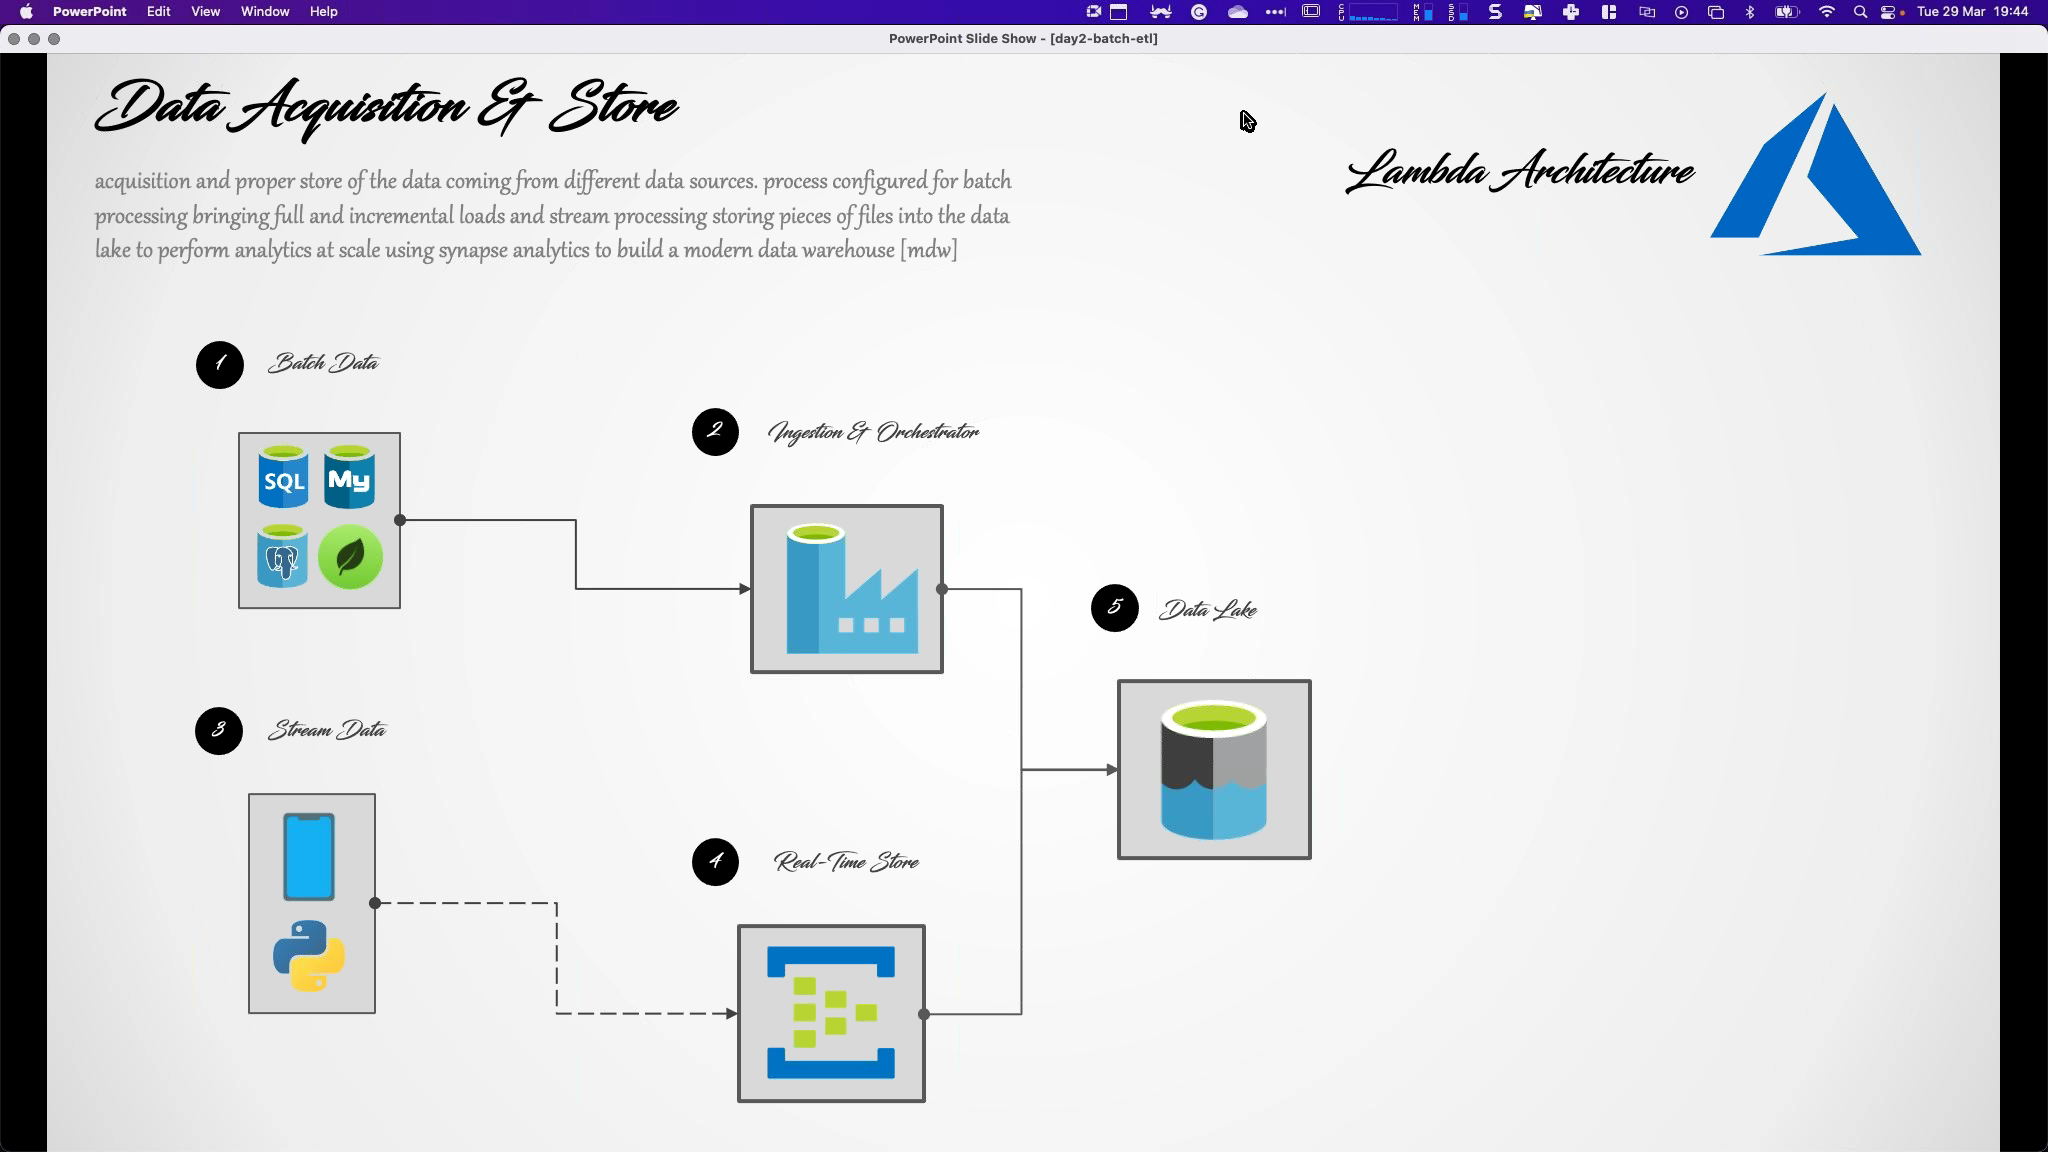 PowerPoint Edit View Window Help
Tue 29 Mar 19:44
PowerPoint Slide Show - [day2-batch-etl]
Data Acquisition & Store
Lambda Architecture
acquisition and proper store of the data coming from different data sources. process configured for batch
processing bringing full and incremental loads and stream processing storing pieces of files into the data
lake to perform analytics at scale using synapse analytics to build a modern data warehouse [mdw]
1 Batch Data
2 Ingestion & Orchestrator
SQL My
5 Data Lake
3 Stream Data
4 Real-Time Store